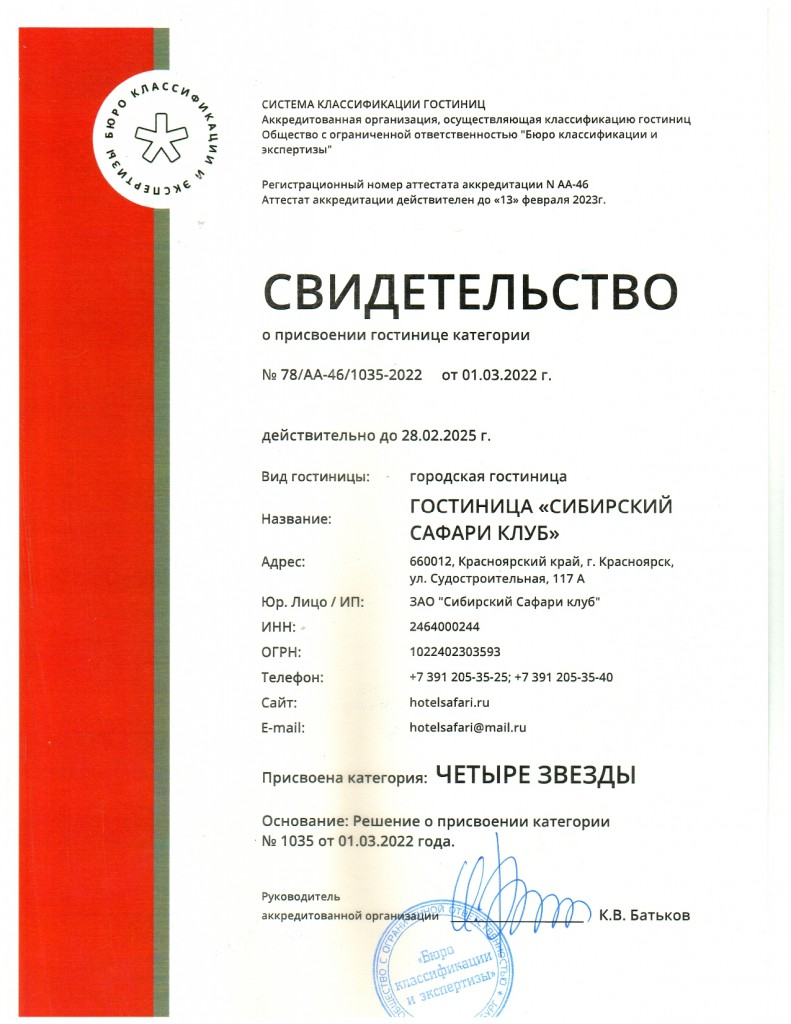 БЮРО КЛАССИФИКАЦИИ И ЭКСПЕРТИЗЫ
СИСТЕМА КЛАССИФИКАЦИИ ГОСТИНИЦ
Аккредитованная организация, осуществляющая классификацию гостиниц
Общество с ограниченной ответственностью "Бюро классификации и
экспертизы"
Регистрационный номер аттестата аккредитации N АА-46
Аттестат аккредитации действителен до «13» февраля 2023г.
СВИДЕТЕЛЬСТВО
о присвоении гостинице категории
№ 78/АА-46/1035-2022 от 01.03.2022 г.
действительно до 28.02.2025 г.
Вид гостиницы: городская гостиница
Название: ГОСТИНИЦА «СИБИРСКИЙ
САФАРИ КЛУБ»
Адрес: 660012, Красноярский край, г. Красноярск,
ул. Судостроительная, 117 А
Юр. Лицо / ИП: ЗАО "Сибирский Сафари клуб"
ИНН: 2464000244
ОГРН: 1022402303593
Телефон: +7 391 205-35-25; +7 391 205-35-40
Сайт: hotelsafari.ru
E-mail: hotelsafari@mail.ru
Присвоена категория: ЧЕТЫРЕ ЗВЕЗДЫ
Основание: Решение о присвоении категории
№ 1035 от 01.03.2022 года.
Руководитель
аккредитованной организации К.В. Батьков
ОБЩЕСТВО С ОГРАНИЧЕННОЙ ОТВЕТСТВЕННОСТЬЮ
«Бюро
классификации
и экспертизы»